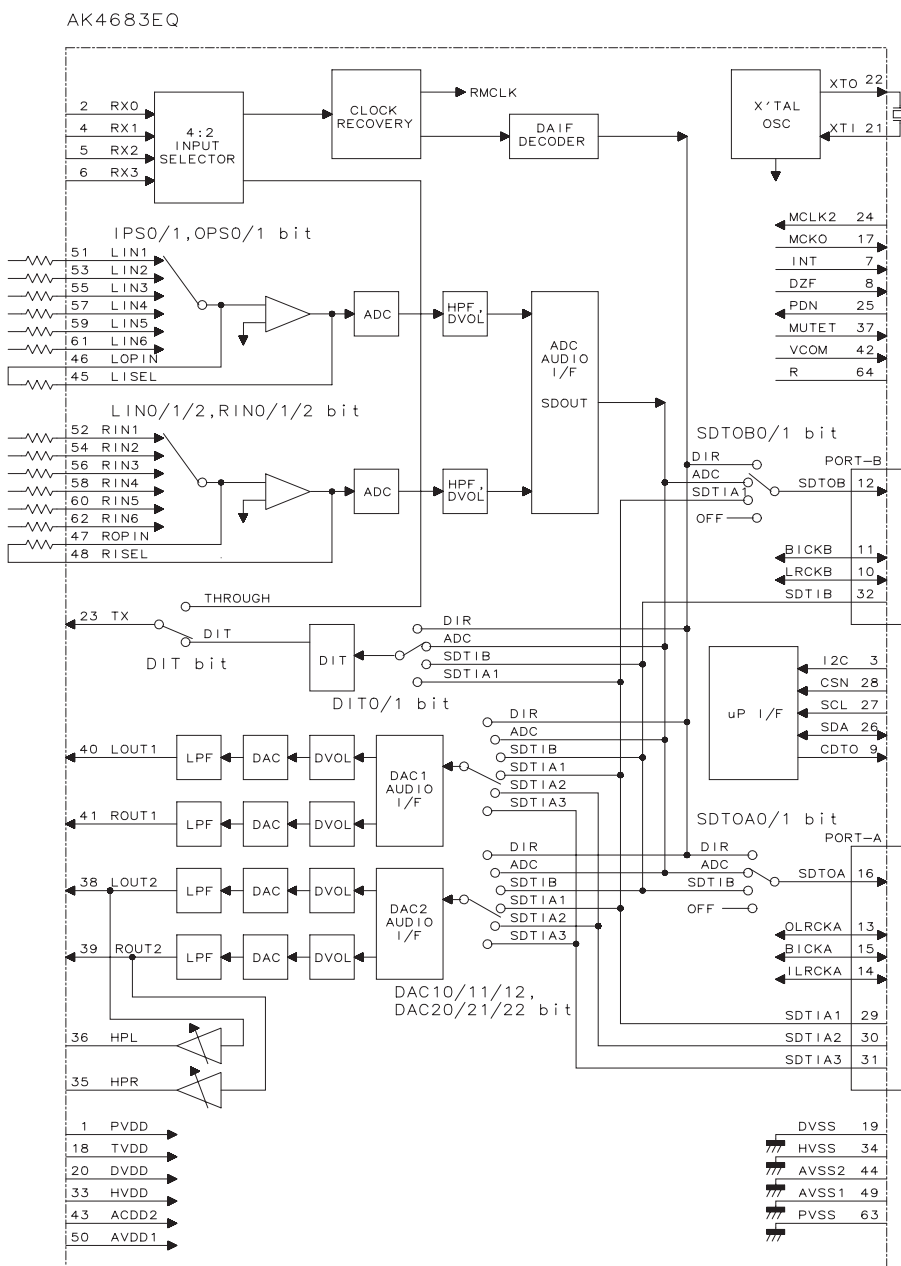 AK4683EQ
2 RX0
4 RX1
5 RX2
6 RX3
4:2
INPUT
SELECTOR
CLOCK
RECOVERY
RMCLK
DAIF
DECODER
X'TAL
OSC
XTO 22
XTI 21
MCLK2 24
MCKO 17
INT 7
DZF 8
PDN 25
MUTET 37
VCOM 42
R 64
IPS0/1,OPS0/1 bit
51 LIN1
53 LIN2
55 LIN3
57 LIN4
59 LIN5
61 LIN6
46 LOPIN
45 LISEL
ADC
HPF,
DVOL
ADC
AUDIO
I/F
SDOUT
LIN0/1/2,RIN0/1/2 bit
52 RIN1
54 RIN2
56 RIN3
58 RIN4
60 RIN5
62 RIN6
47 ROPIN
48 RISEL
ADC
HPF,
DVOL
SDTOB0/1 bit
PORT-B
DIR
ADC
SDTIA1
OFF
SDTOB 12
BICKB 11
LRCKB 10
SDTIB 32
THROUGH
23 TX
DIT
DIT bit
DIT
DIR
ADC
SDTIB
SDTIA1
DIT0/1 bit
uP I/F
I2C 3
CSN 28
SCL 27
SDA 26
CDTO 9
40 LOUT1
LPF
DAC
DVOL
DAC1
AUDIO
I/F
DIR
ADC
SDTIB
SDTIA1
SDTIA2
SDTIA3
41 ROUT1
LPF
DAC
DVOL
SDTOA0/1 bit
PORT-A
38 LOUT2
LPF
DAC
DVOL
DAC2
AUDIO
I/F
DIR
ADC
SDTIB
SDTIA1
SDTIA2
SDTIA3
DIR
ADC
SDTIB
OFF
SDTOA 16
39 ROUT2
LPF
DAC
DVOL
OLRCKA 13
BICKA 15
ILRCKA 14
DAC10/11/12,
DAC20/21/22 bit
SDTIA1 29
SDTIA2 30
SDTIA3 31
36 HPL
35 HPR
1 PVDD
18 TVDD
20 DVDD
33 HVDD
43 ACDD2
50 AVDD1
DVSS 19
HVSS 34
AVSS2 44
AVSS1 49
PVSS 63